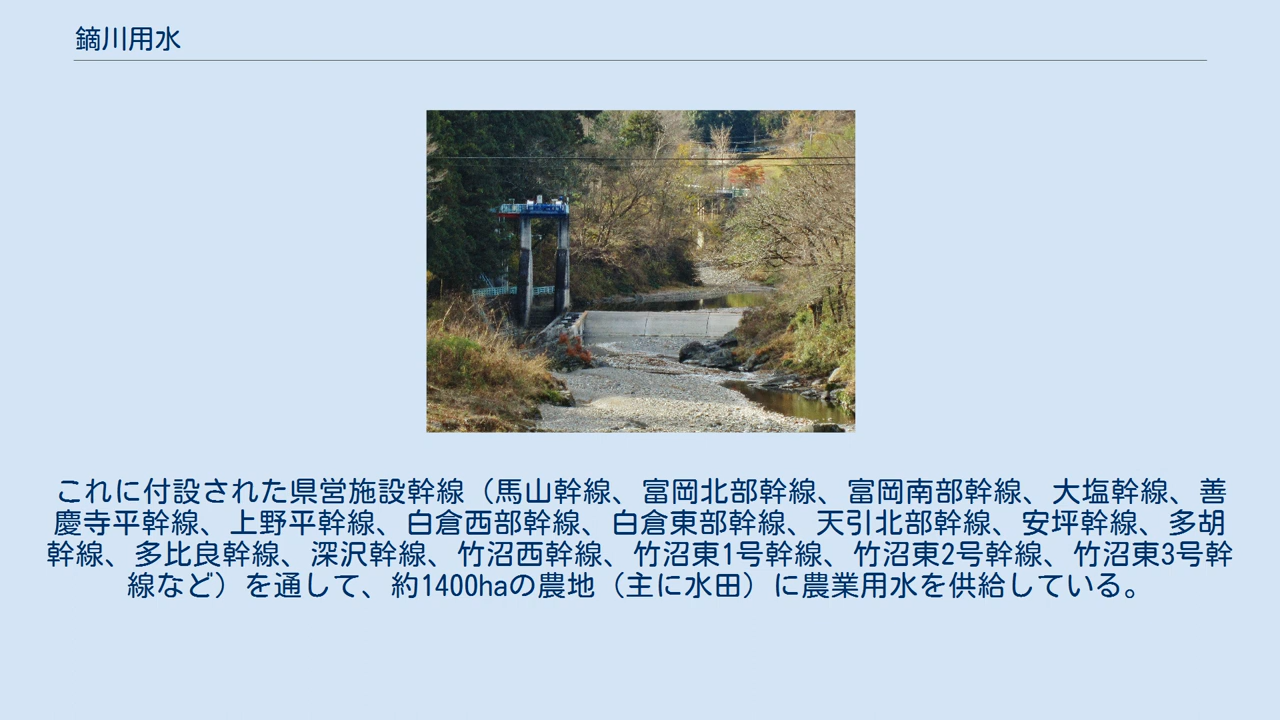 鏑川用水
これに付設された県営施設幹線（馬山幹線、富岡北部幹線、富岡南部幹線、大塩幹線、善
慶寺平幹線、上野平幹線、白倉西部幹線、白倉東部幹線、天引北部幹線、安坪幹線、多胡
幹線、多比良幹線、深沢幹線、竹沼西幹線、竹沼東1号幹線、竹沼東2号幹線、竹沼東3号幹
線など）を通して、約1400haの農地（主に水田）に農業用水を供給している。